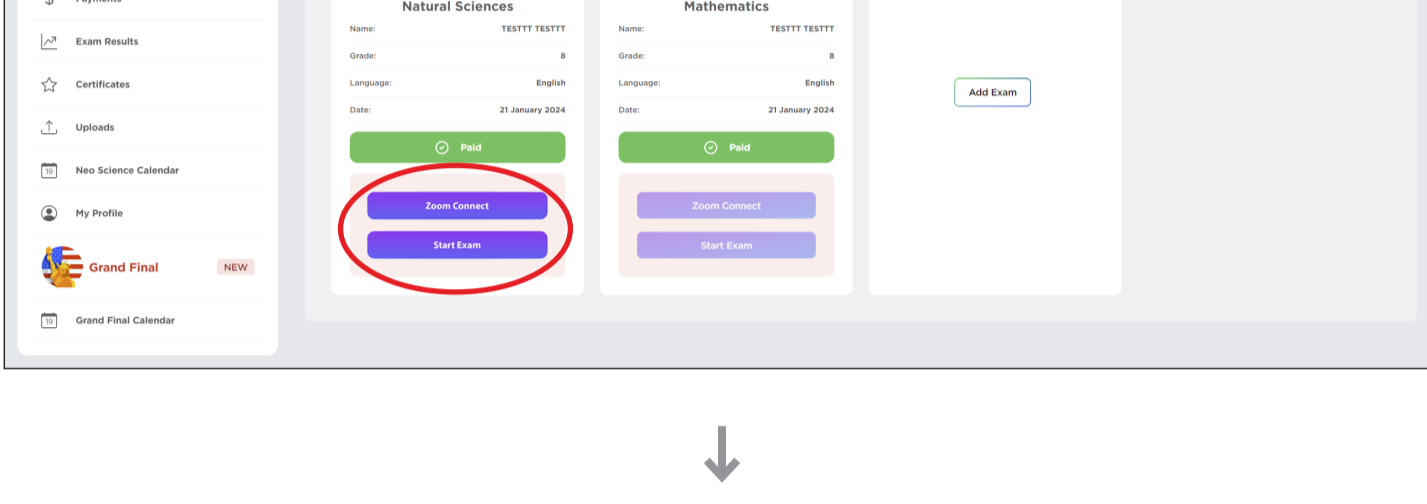 Payments
Exam Results
Certificates
Uploads
19 Neo Science Calendar
My Profile
Grand Final NEW
19 Grand Final Calendar
Natural Sciences
Name: TESTTT TESTTT
Grade: 8
Language: English
Date: 21 January 2024
Paid
Zoom Connect
Start Exam
Mathematics
Name: TESTTT TESTTT
Grade: 8
Language: English
Date: 21 January 2024
Paid
Zoom Connect
Start Exam
Add Exam